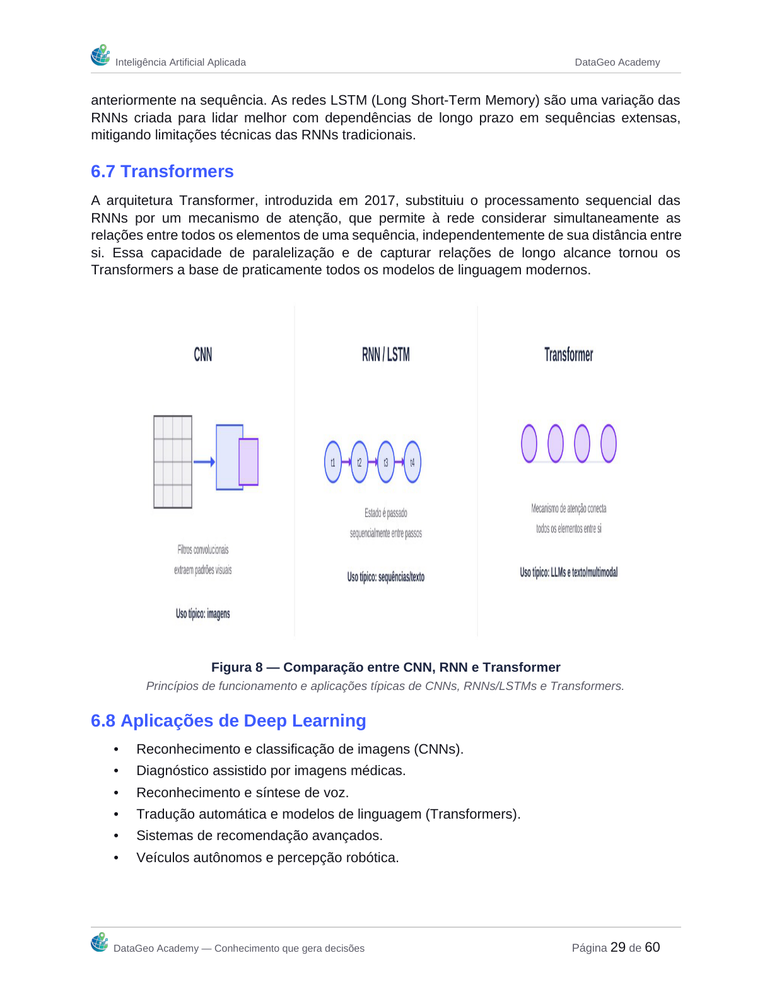 Inteligência Artificial Aplicada DataGeo Academy
anteriormente na sequência. As redes LSTM (Long Short-Term Memory) são uma variação das
RNNs criada para lidar melhor com dependências de longo prazo em sequências extensas,
mitigando limitações técnicas das RNNs tradicionais.
6.7 Transformers
A arquitetura Transformer, introduzida em 2017, substituiu o processamento sequencial das
RNNs por um mecanismo de atenção, que permite à rede considerar simultaneamente as
relações entre todos os elementos de uma sequência, independentemente de sua distância entre
si. Essa capacidade de paralelização e de capturar relações de longo alcance tornou os
Transformers a base de praticamente todos os modelos de linguagem modernos.
CNN
Filtros convolucionais
extraem padrões visuais
Uso típico: imagens
RNN / LSTM
t1 t2 t3 t4
Estado é passado
sequencialmente entre passos
Uso típico: sequências/texto
Transformer
Mecanismo de atenção conecta
todos os elementos entre si
Uso típico: LLMs e texto/multimodal
Figura 8 — Comparação entre CNN, RNN e Transformer
Princípios de funcionamento e aplicações típicas de CNNs, RNNs/LSTMs e Transformers.
6.8 Aplicações de Deep Learning
• Reconhecimento e classificação de imagens (CNNs).
• Diagnóstico assistido por imagens médicas.
• Reconhecimento e síntese de voz.
• Tradução automática e modelos de linguagem (Transformers).
• Sistemas de recomendação avançados.
• Veículos autônomos e percepção robótica.
DataGeo Academy — Conhecimento que gera decisões Página 29 de 60